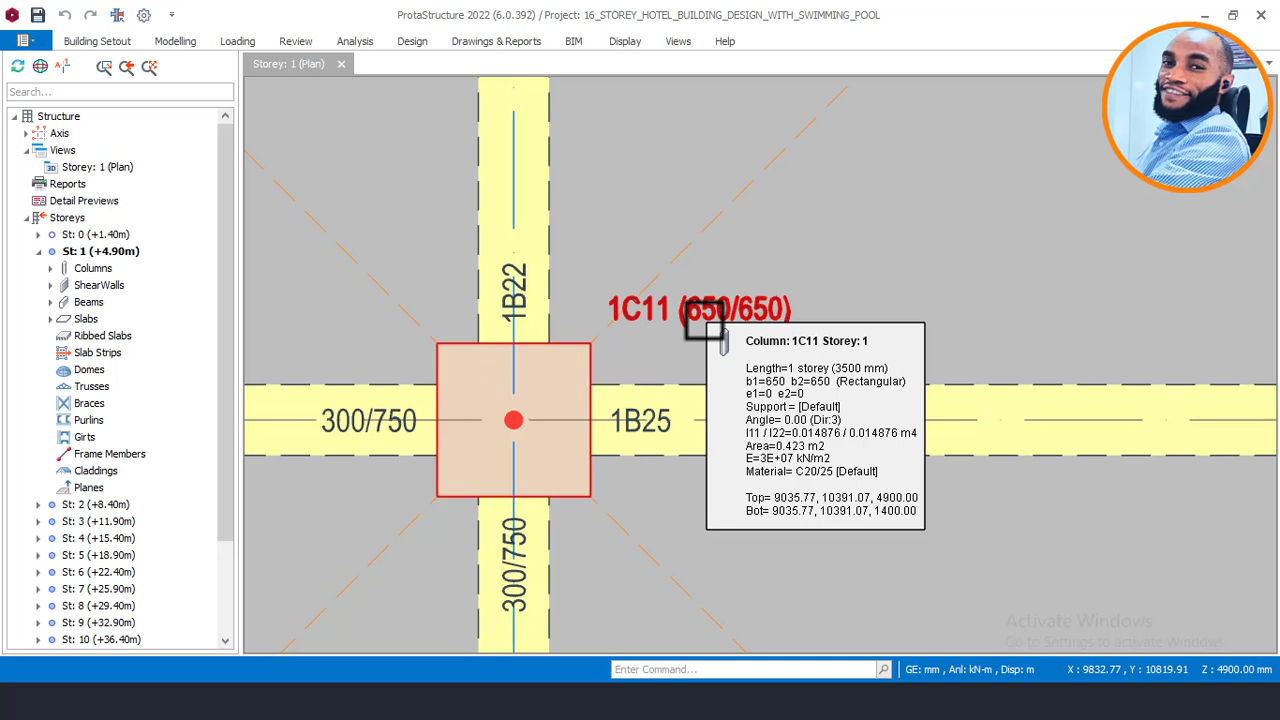 ProtaStructure 2022 (6.0.392) / Project: 16_STOREY_HOTEL_BUILDING_DESIGN_WITH_SWIMMING_POOL
Building Setout Modelling Loading Review Analysis Design Drawings & Reports BIM Display Views Help
Storey: 1 (Plan)
Search...
Structure
Axis
Views
3D Storey: 1 (Plan)
Reports
Detail Previews
Storeys
St: 0 (+1.40m)
St: 1 (+4.90m)
Columns
ShearWalls
Beams
Slabs
Ribbed Slabs
Slab Strips
Domes
Trusses
Braces
Purlin
Girts
Frame Members
Claddings
Planes
St: 2 (+8.40m)
St: 3 (+11.90m)
St: 4 (+15.40m)
St: 5 (+18.90m)
St: 6 (+22.40m)
St: 7 (+25.90m)
St: 8 (+29.40m)
St: 9 (+32.90m)
St: 10 (+36.40m)
1B22
1C11 (650/650)
300/750
1B25
300/750
Column: 1C11 Storey: 1
Length=1 storey (3500 mm)
b1=650 b2=650 (Rectangular)
e1=0 e2=0
Support = [Default]
Angle= 0.00 (Dir:3)
I11 / I22=0.014876 / 0.014876 m4
Area=0.423 m2
E=3E+07 kN/m2
Material= C20/25 [Default]
Top= 9035.77, 10391.07, 4900.00
Bot= 9035.77, 10391.07, 1400.00
Activate Windows
Go to Settings to activate Windows.
Enter Command...
GE: mm , Anl: kN-m , Disp: m
X : 9832.77 , Y : 10819.91
Z : 4900.00 mm